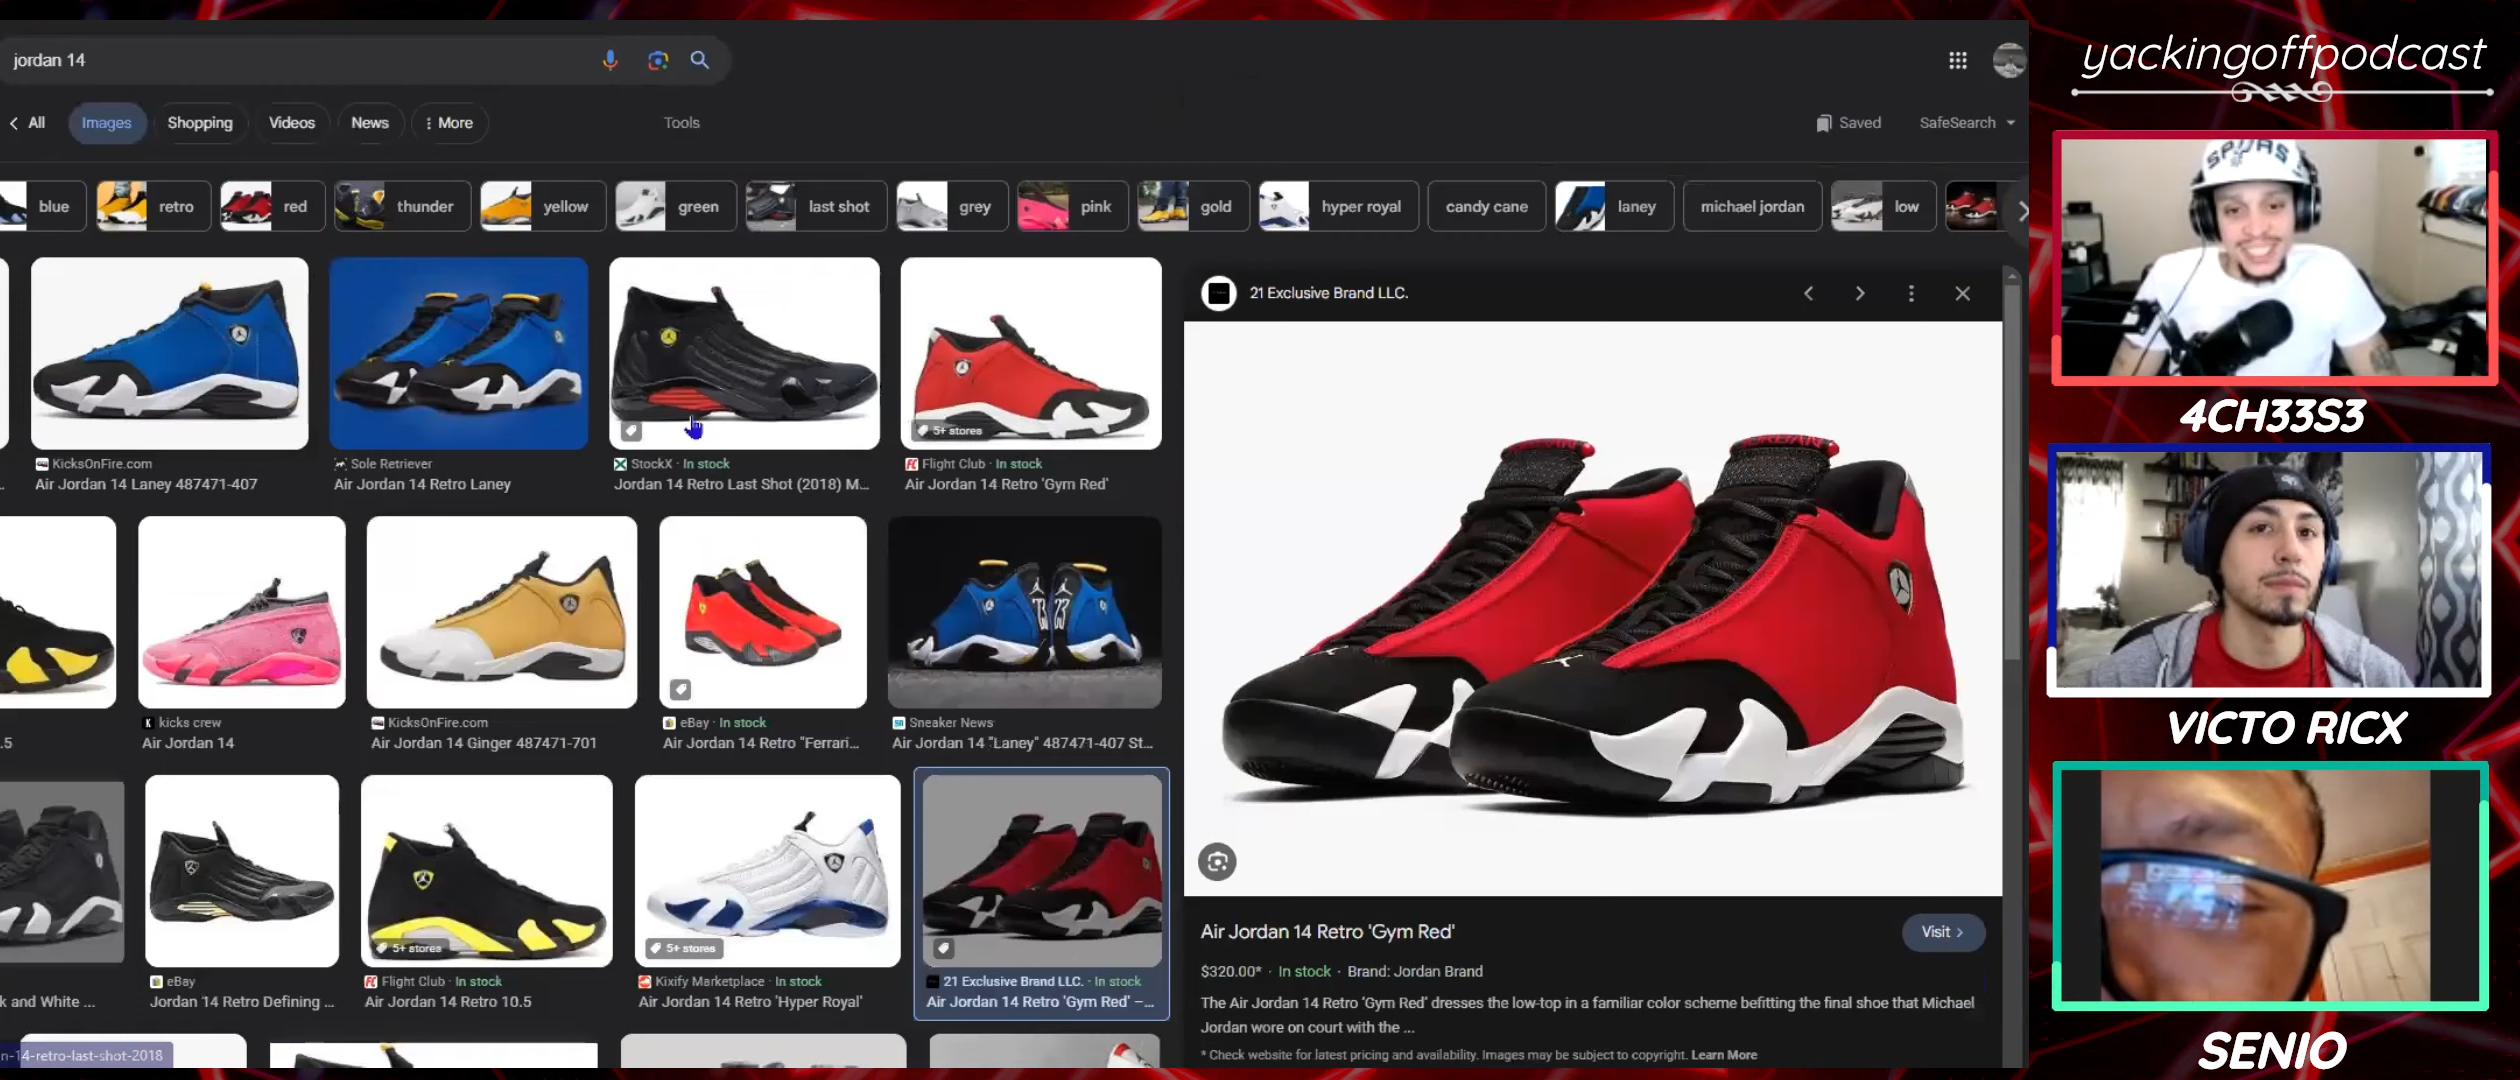 jordan 14
yackingoffpodcast
All
Images
Shopping
Videos
News
More
Tools
Saved
SafeSearch
blue
retro
red
thunder
yellow
green
last shot
grey
pink
gold
hyper royal
candy cane
laney
michael jordan
low
SPURS
21 Exclusive Brand LLC.
5+ stores
KicksOnFire.com
Air Jordan 14 Laney 487471-407
Sole Retriever
Air Jordan 14 Retro Laney
StockX · In stock
Jordan 14 Retro Last Shot (2018) M...
Flight Club · In stock
Air Jordan 14 Retro 'Gym Red'
4CH33S3
23
23
.5
kicks crew
Air Jordan 14
KicksOnFire.com
Air Jordan 14 Ginger 487471-701
eBay · In stock
Air Jordan 14 Retro "Ferrari...
Sneaker News
Air Jordan 14 "Laney" 487471-407 St...
VICTO RICX
5+ stores
5+ stores
k and White ...
eBay
Jordan 14 Retro Defining ...
Flight Club · In stock
Air Jordan 14 Retro 10.5
Kixify Marketplace · In stock
Air Jordan 14 Retro 'Hyper Royal'
21 Exclusive Brand LLC. · In stock
Air Jordan 14 Retro 'Gym Red' –...
Air Jordan 14 Retro 'Gym Red'
Visit
$320.00* · In stock · Brand: Jordan Brand
The Air Jordan 14 Retro 'Gym Red' dresses the low-top in a familiar color scheme befitting the final shoe that Michael
Jordan wore on court with the ...
* Check website for latest pricing and availability. Images may be subject to copyright. Learn More
n-14-retro-last-shot-2018
SENIO